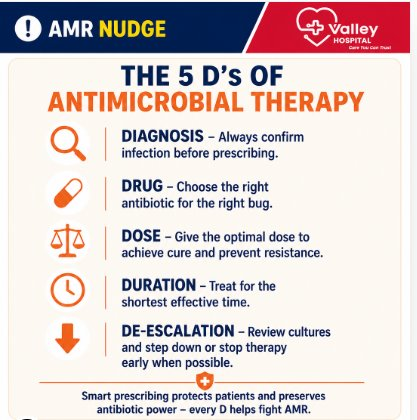 ! AMR NUDGE
Valley
HOSPITAL
Care You Can Trust
THE 5 D's OF
ANTIMICROBIAL THERAPY
DIAGNOSIS – Always confirm
infection before prescribing.
DRUG – Choose the right
antibiotic for the right bug.
DOSE – Give the optimal dose to
achieve cure and prevent resistance.
DURATION – Treat for the
shortest effective time.
DE-ESCALATION – Review cultures
and step down or stop therapy
early when possible.
Smart prescribing protects patients and preserves
antibiotic power – every D helps fight AMR.